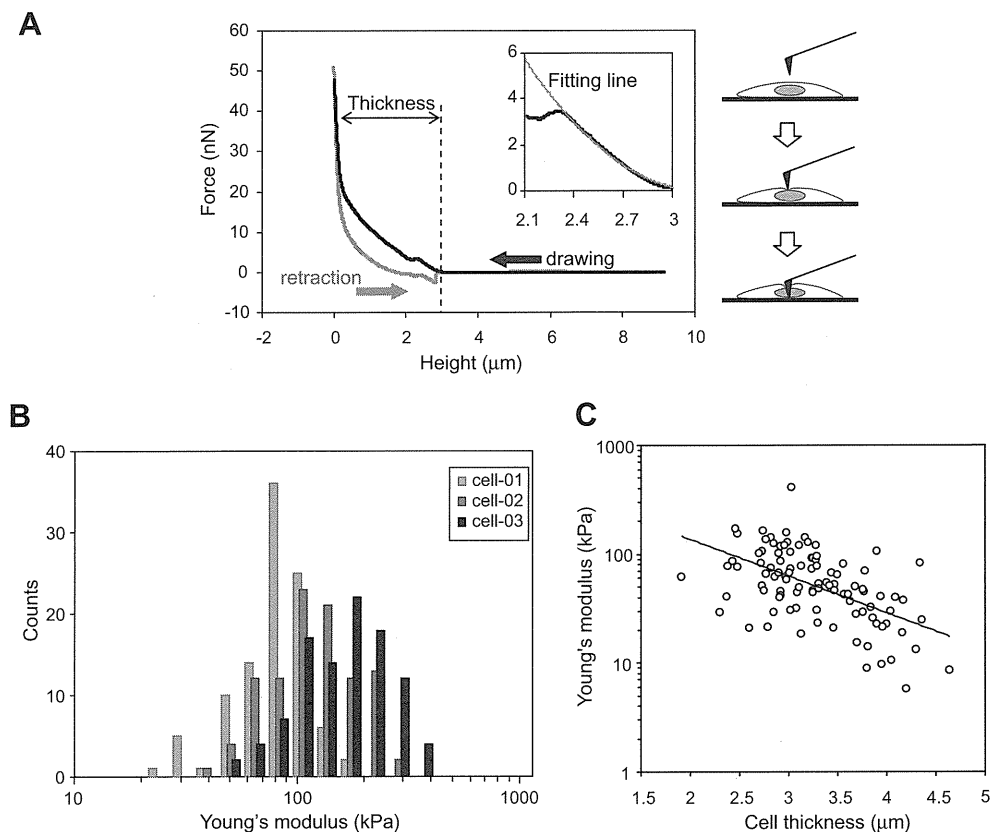 A
Force (nN)
60
50
40
30
20
10
0
-10
-2
0
2
4
6
8
10
Height (μm)
Thickness
retraction
drawing
6
4
2
0
2.1
2.4
2.7
3
Fitting line
B
Counts
40
30
20
10
0
10
100
1000
Young's modulus (kPa)
cell-01
cell-02
cell-03
C
Young's modulus (kPa)
1000
100
10
1
1.5
2
2.5
3
3.5
4
4.5
5
Cell thickness (μm)